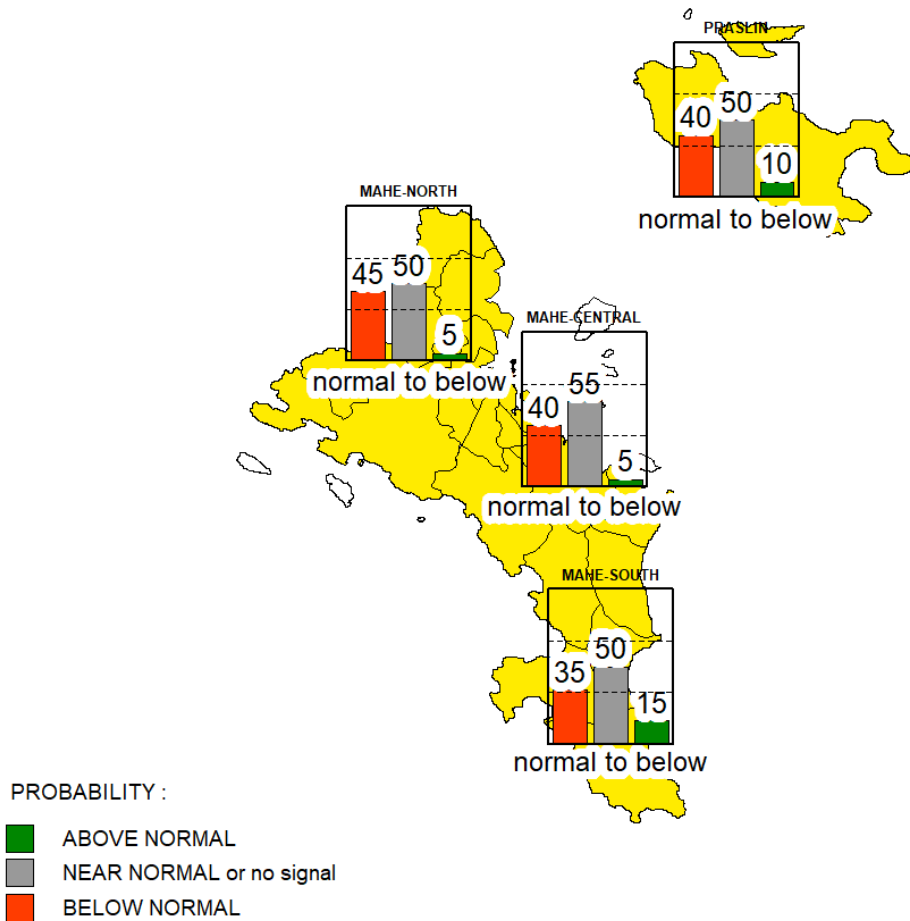 PRASLIN
40
50
10
normal to below
MAHE-NORTH
45
50
5
normal to below
MAHE-CENTRAL
40
55
5
normal to below
MAHE-SOUTH
35
50
15
normal to below
PROBABILITY :
ABOVE NORMAL
NEAR NORMAL or no signal
BELOW NORMAL